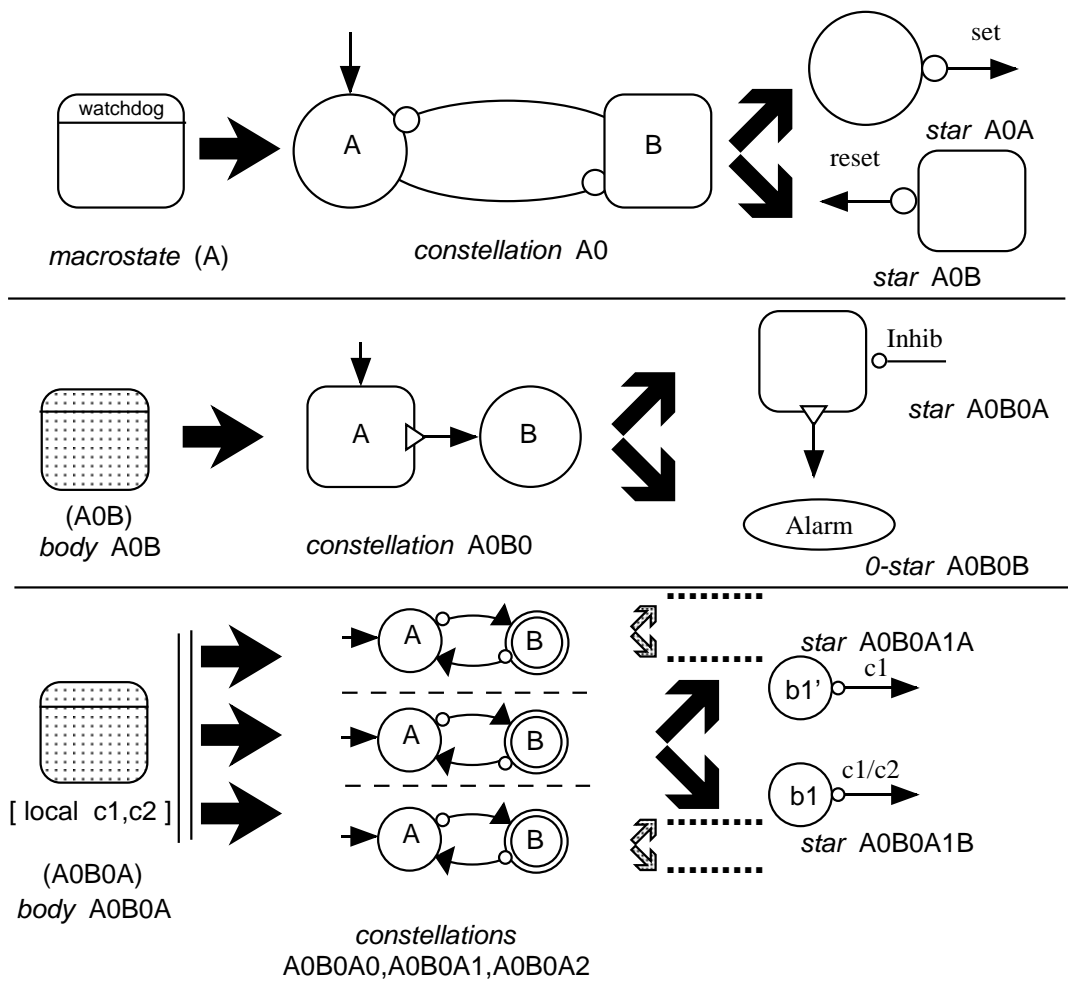 watchdog
A
B
set
star A0A
reset
macrostate (A)
constellation A0
star A0B
A
B
Inhib
star A0B0A
(A0B)
body A0B
constellation A0B0
Alarm
0-star A0B0B
A
B
star A0B0A1A
b1'
c1
A
B
[ local c1,c2 ]
b1
c1/c2
A
B
star A0B0A1B
(A0B0A)
body A0B0A
constellations
A0B0A0,A0B0A1,A0B0A2